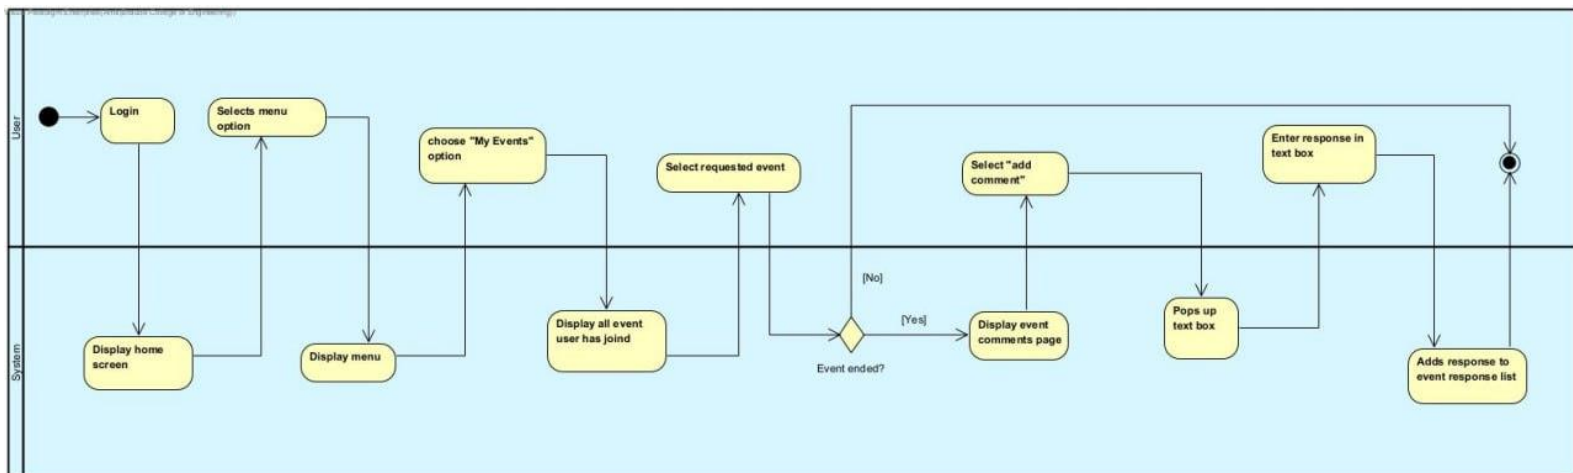 User
Login
Selects menu
option
choose "My Events"
option
Select requested event
Select "add
comment"
Enter response in
text box
System
Display home
screen
Display menu
Display all event
user has joind
[No]
[Yes]
Event ended?
Display event
comments page
Pops up
text box
Adds response to
event response list